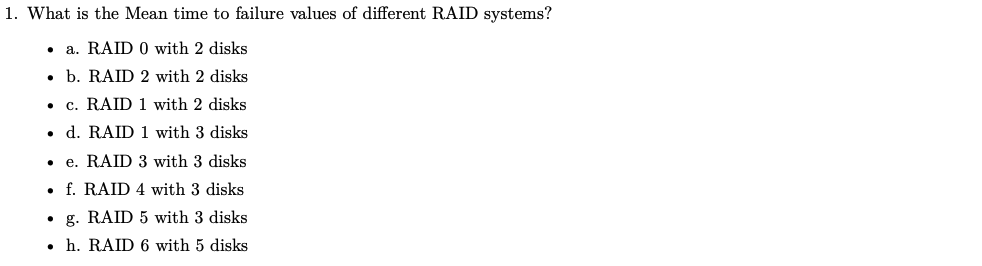 1. What is the Mean time to failure values of different RAID systems?
• a. RAID 0 with 2 disks
• b. RAID 2 with 2 disks
• c. RAID 1 with 2 disks
• d. RAID 1 with 3 disks
• e. RAID 3 with 3 disks
• f. RAID 4 with 3 disks
• g. RAID 5 with 3 disks
• h. RAID 6 with 5 disks